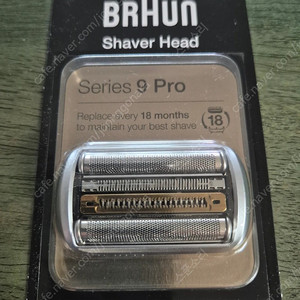 BRAUN
Shaver Head
Series 9 Pro
Replace every 18 months
to maintain your best shave
18